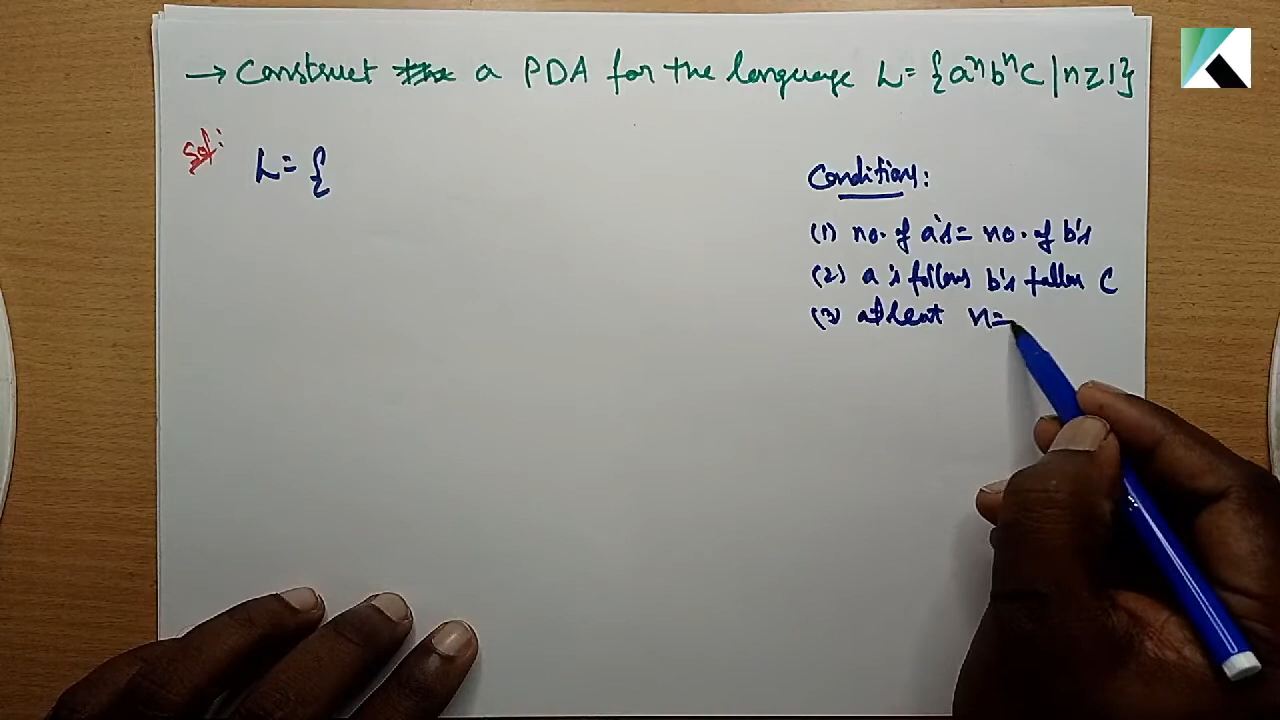 → Construct a PDA for the language L = {aⁿbⁿc | n≥1}
Sol:
L = {
Conditions:
(1) no. of a's = no. of b's
(2) a's follows b's follow c
(3) atleast n=